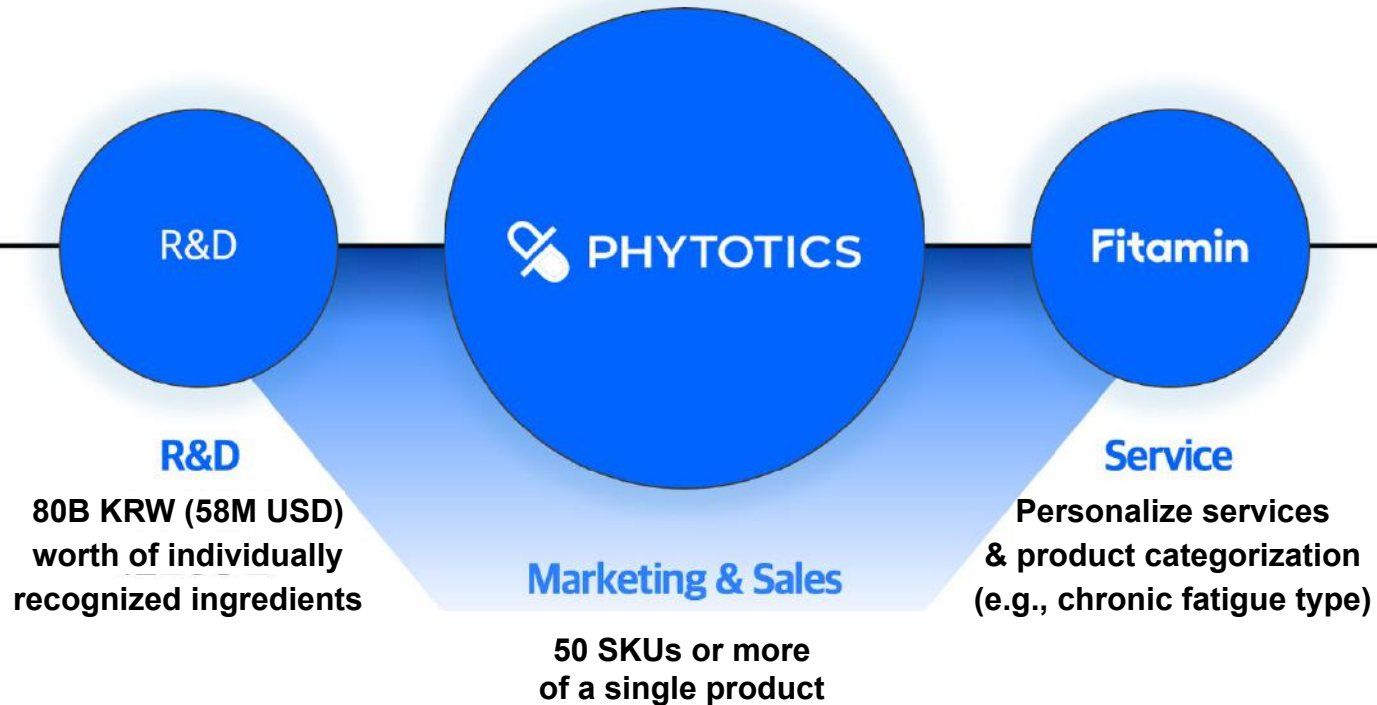 R&D
PHYTOTICS
Fitamin
R&D
80B KRW (58M USD)
worth of individually
recognized ingredients
Marketing & Sales
50 SKUs or more
of a single product
Service
Personalize services
& product categorization
(e.g., chronic fatigue type)